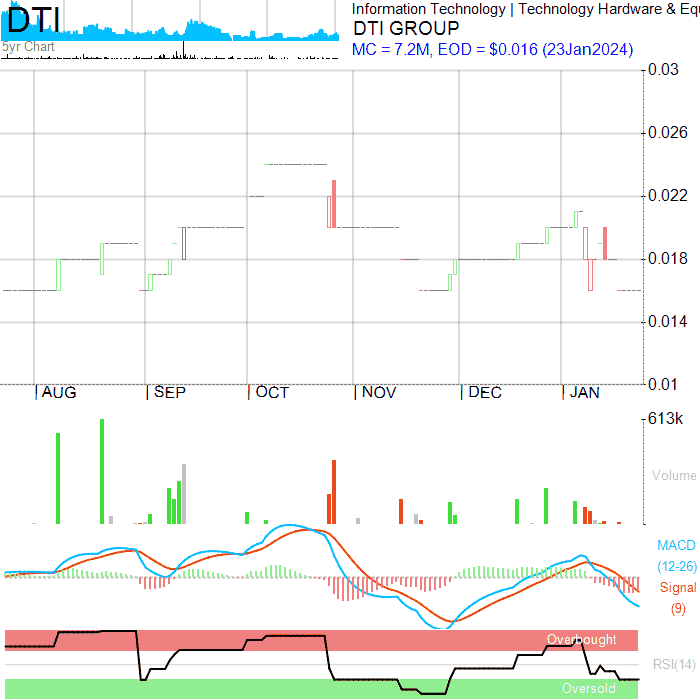 DTI
5yr Chart
Information Technology | Technology Hardware & Equ
DTI GROUP
MC = 7.2M, EOD = $0.016 (23Jan2024)
0.03
0.026
0.022
0.018
0.014
0.01
AUG SEP OCT NOV DEC JAN
613k
Volume
MACD
(12-26)
Signal
(9)
Overbought
RSI(14)
Oversold